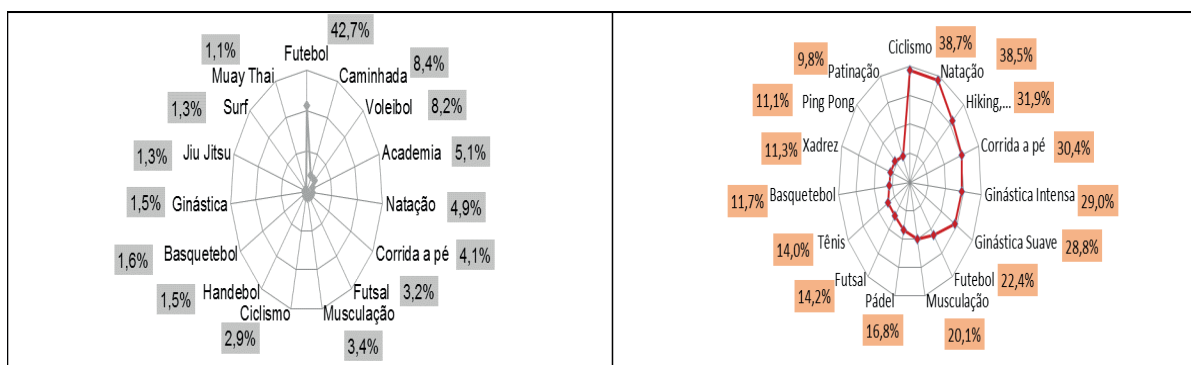 42,7%
Futebol
8,4%
Caminhada
8,2%
Voleibol
5,1%
Academia
4,9%
Natação
4,1%
Corrida a pé
3,2%
Futsal
3,4%
Musculação
2,9%
Ciclismo
1,5%
Handebol
1,6%
Basquetebol
1,5%
Ginástica
1,3%
Jiu Jitsu
1,3%
Surf
1,1%
Muay Thai
Ciclismo
38,7%
Natação
38,5%
Hiking,...
31,9%
Corrida a pé
30,4%
Ginástica Intensa
29,0%
Ginástica Suave
28,8%
Futebol
22,4%
Musculação
20,1%
Pádel
16,8%
Futsal
14,2%
Tênis
14,0%
Basquetebol
11,7%
Xadrez
11,3%
Ping Pong
11,1%
Patinação
9,8%